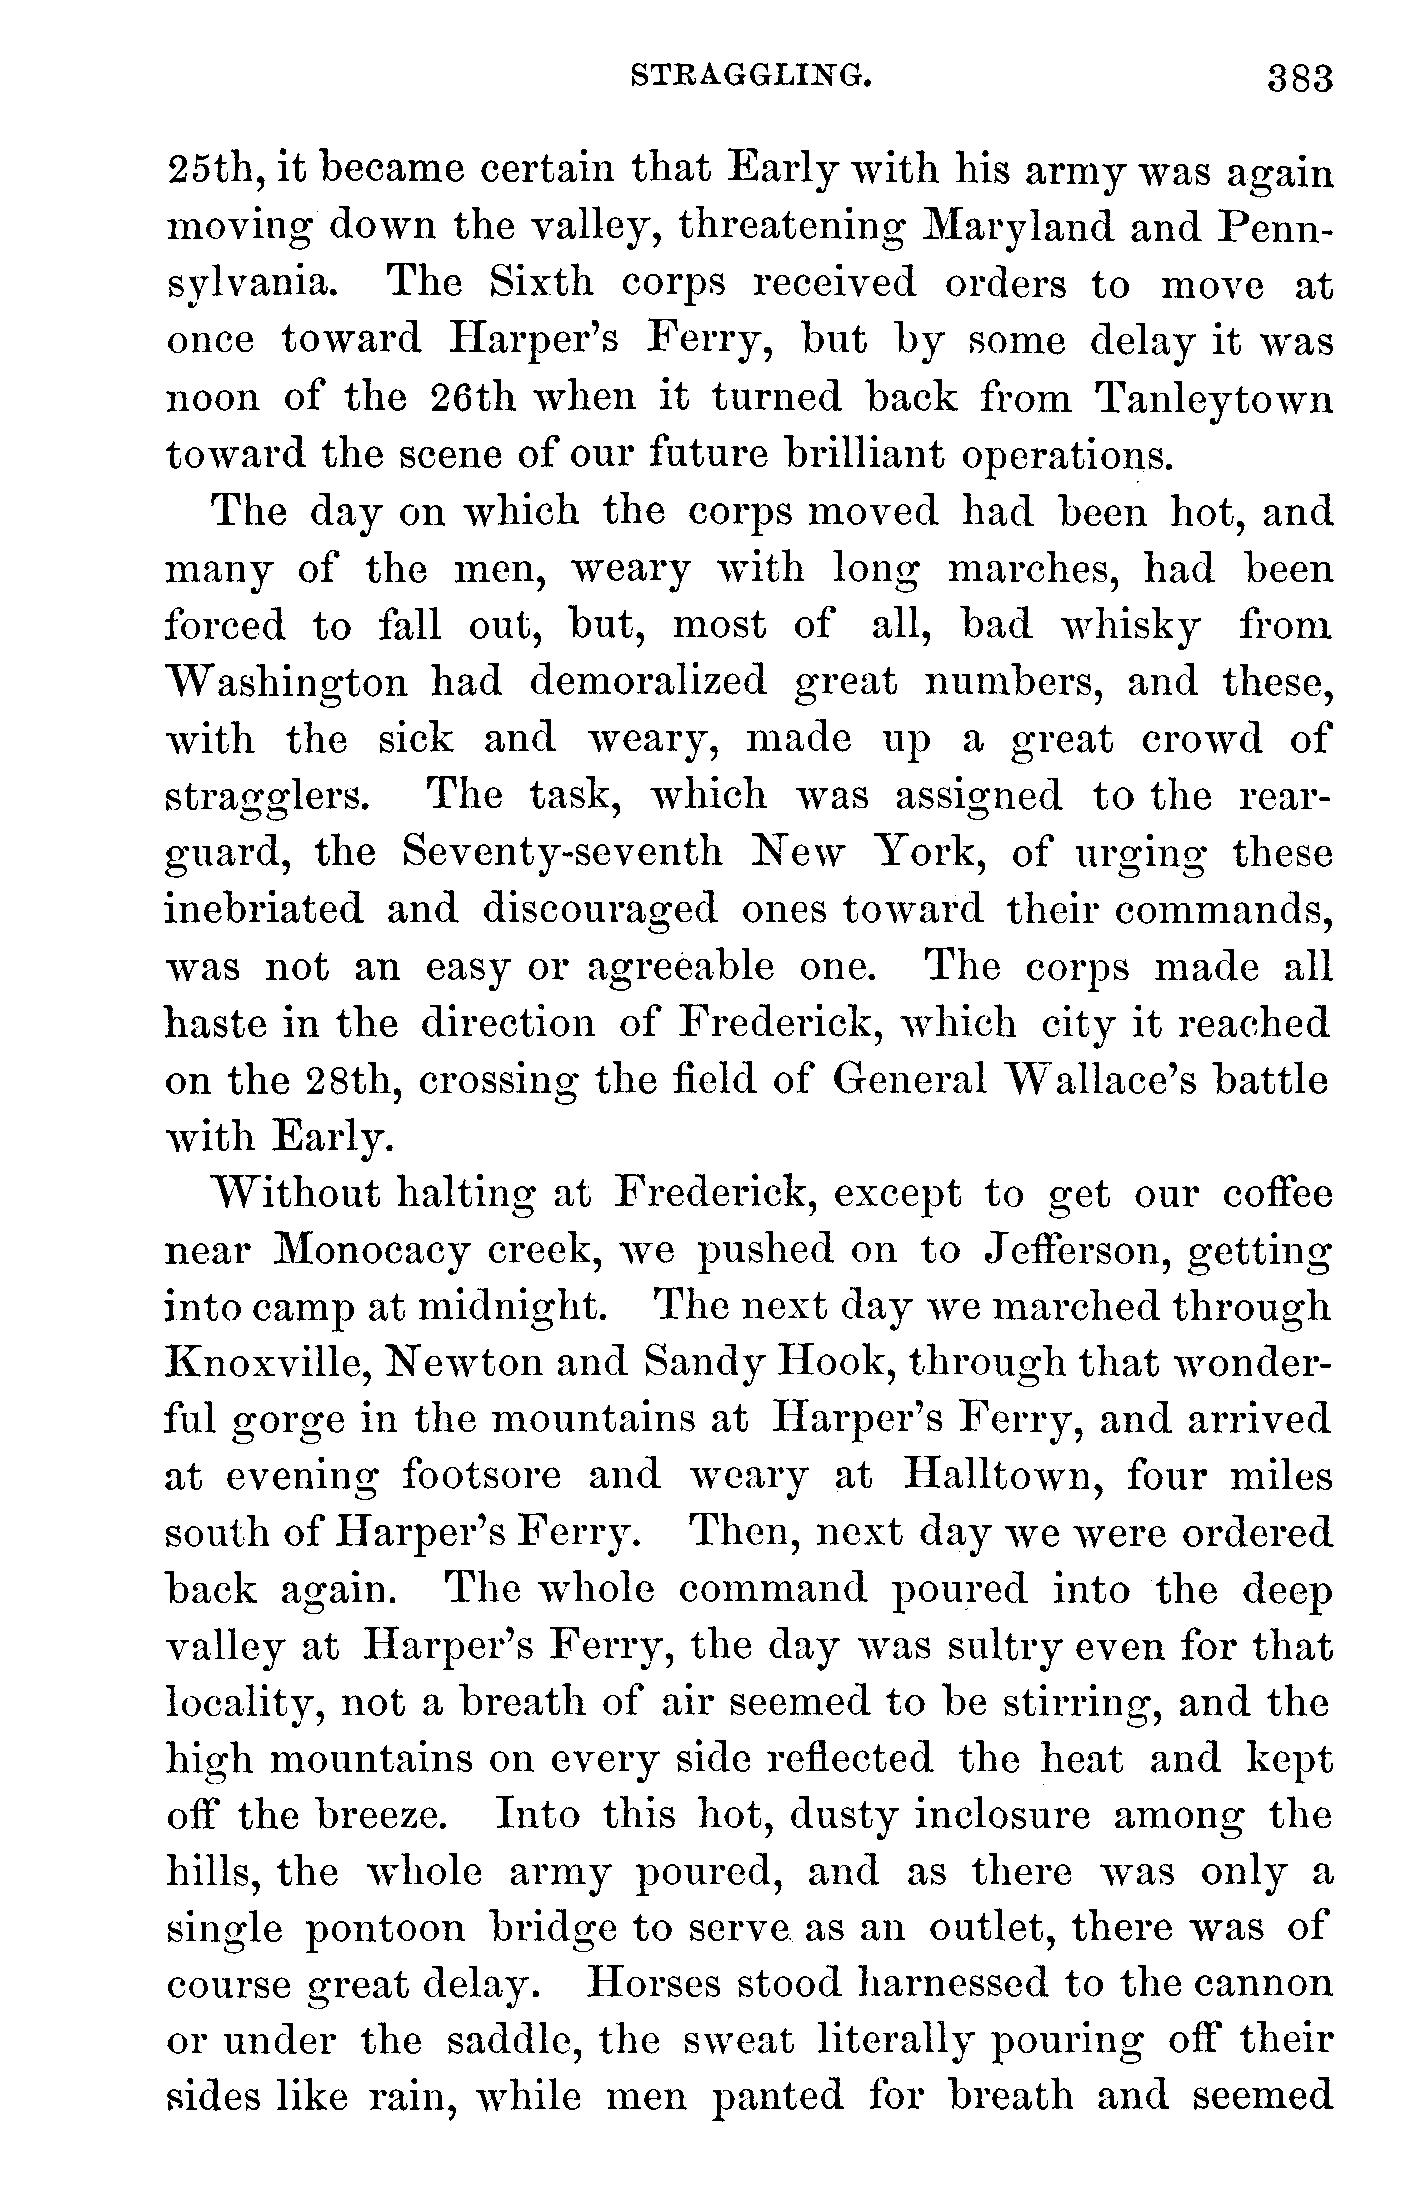 STRAGGLING. 383
25th, it became certain that Early with his army was again
moving down the valley, threatening Maryland and Penn-
sylvania. The Sixth corps received orders to move at
once toward Harper's Ferry, but by some delay it was
noon of the 26th when it turned back from Tanleytown
toward the scene of our future brilliant operations.
The day on which the corps moved had been hot, and
many of the men, weary with long marches, had been
forced to fall out, but, most of all, bad whisky from
Washington had demoralized great numbers, and these,
with the sick and weary, made up a great crowd of
stragglers. The task, which was assigned to the rear-
guard, the Seventy-seventh New York, of urging these
inebriated and discouraged ones toward their commands,
was not an easy or agreeable one. The corps made all
haste in the direction of Frederick, which city it reached
on the 28th, crossing the field of General Wallace's battle
with Early.
Without halting at Frederick, except to get our coffee
near Monocacy creek, we pushed on to Jefferson, getting
into camp at midnight. The next day we marched through
Knoxville, Newton and Sandy Hook, through that wonder-
ful gorge in the mountains at Harper's Ferry, and arrived
at evening footsore and weary at Halltown, four miles
south of Harper's Ferry. Then, next day we were ordered
back again. The whole command poured into the deep
valley at Harper's Ferry, the day was sultry even for that
locality, not a breath of air seemed to be stirring, and the
high mountains on every side reflected the heat and kept
off the breeze. Into this hot, dusty inclosure among the
hills, the whole army poured, and as there was only a
single pontoon bridge to serve as an outlet, there was of
course great delay. Horses stood harnessed to the cannon
or under the saddle, the sweat literally pouring off their
sides like rain, while men panted for breath and seemed